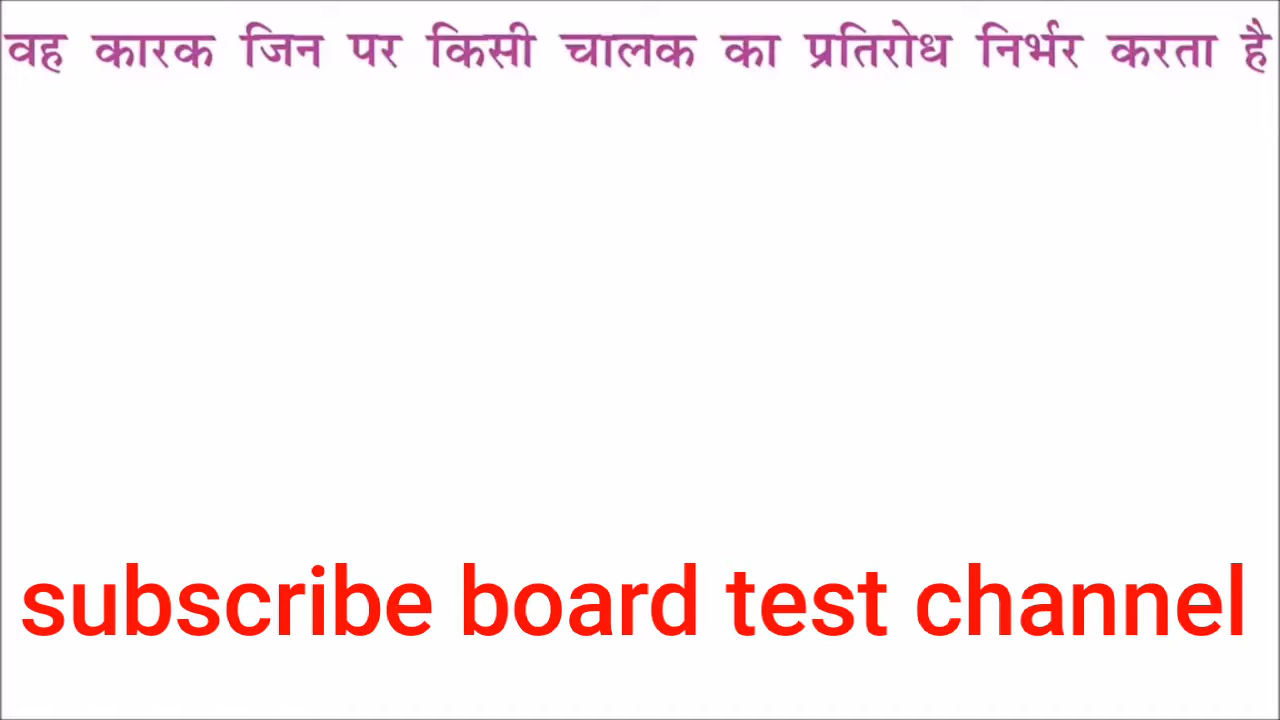 वह कारक जिन पर किसी चालक का प्रतिरोध निर्भर करता है
subscribe board test channel